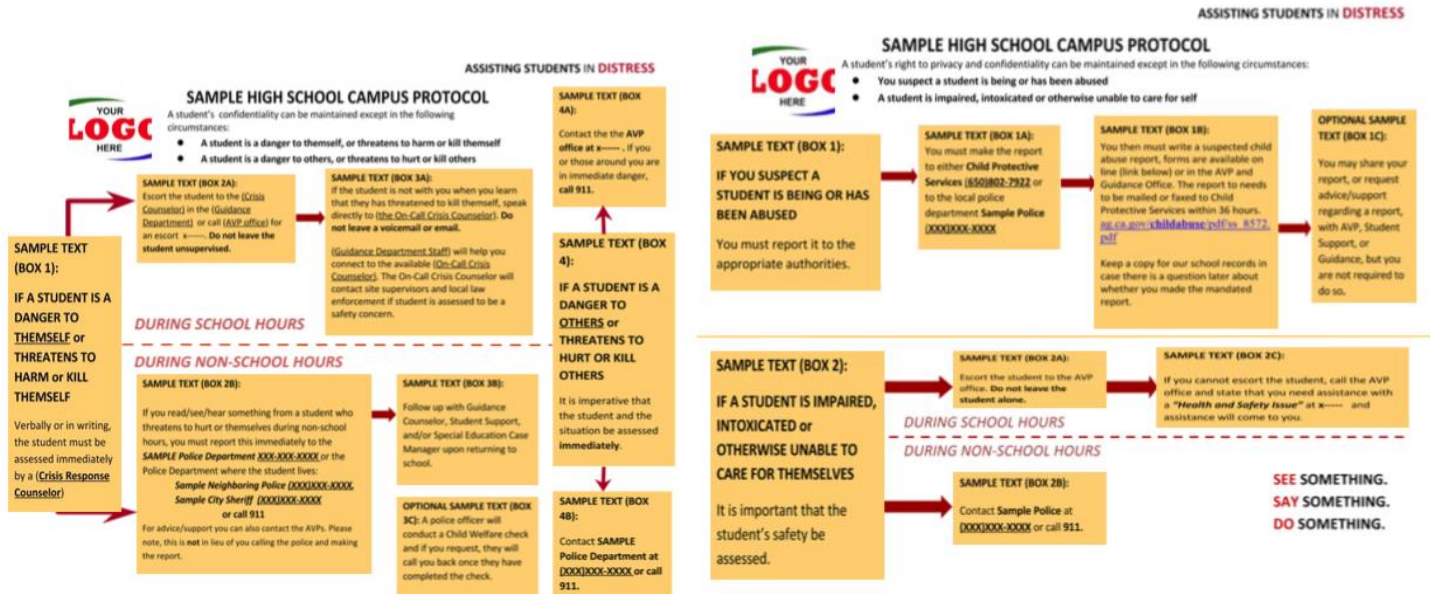 ASSISTING STUDENTS IN DISTRESS
YOUR
LOGO
HERE
SAMPLE HIGH SCHOOL CAMPUS PROTOCOL
A student's confidentiality can be maintained except in the following
circumstances:
● A student is a danger to themself, or threatens to harm or kill themself
● A student is a danger to others, or threatens to hurt or kill others
SAMPLE TEXT
(BOX 1):
IF A STUDENT IS A
DANGER TO
THEMSELF or
THREATENS TO
HARM or KILL
THEMSELF
Verbally or in writing,
the student must be
assessed immediately
by a (Crisis Response
Counselor)
SAMPLE TEXT (BOX 2A):
Escort the student to the (Crisis
Counselor) in the (Guidance
Department) or call (AVP office) for
an escort x------. Do not leave the
student unsupervised.
SAMPLE TEXT (BOX 3A):
If the student is not with you when you learn
that they has threatened to kill themself, speak
directly to (the On-Call Crisis Counselor). Do
not leave a voicemail or email.
(Guidance Department Staff) will help you
connect to the available (On-Call Crisis
Counselor). The On-Call Crisis Counselor will
contact site supervisors and local law
enforcement if student is assessed to be a
safety concern.
DURING SCHOOL HOURS
DURING NON-SCHOOL HOURS
SAMPLE TEXT (BOX 2B):
If you read/see/hear something from a student who
threatens to hurt or themselves during non-school
hours, you must report this immediately to the
SAMPLE Police Department XXX-XXX-XXXX or the
Police Department where the student lives:
Sample Neighboring Police (XXX)XXX-XXXX,
Sample City Sheriff (XXX)XXX-XXXX
or call 911
For advice/support you can also contact the AVPs. Please
note, this is not in lieu of you calling the police and making
the report.
SAMPLE TEXT (BOX 3B):
Follow up with Guidance
Counselor, Student Support,
and/or Special Education Case
Manager upon returning to
school.
OPTIONAL SAMPLE TEXT (BOX
3C): A police officer will
conduct a Child Welfare check
and if you request, they will
call you back once they have
completed the check.
SAMPLE TEXT (BOX
4A):
Contact the the AVP
office at x------ . If you
or those around you are
in immediate danger,
call 911.
SAMPLE TEXT (BOX
4):
IF A STUDENT IS A
DANGER TO
OTHERS or
THREATENS TO
HURT OR KILL
OTHERS
It is imperative that
the student and the
situation be assessed
immediately.
SAMPLE TEXT (BOX
4B):
Contact SAMPLE
Police Department at
(XXX)XXX-XXXX or call
911.
ASSISTING STUDENTS IN DISTRESS
YOUR
LOGO
HERE
SAMPLE HIGH SCHOOL CAMPUS PROTOCOL
A student's right to privacy and confidentiality can be maintained except in the following circumstances:
● You suspect a student is being or has been abused
● A student is impaired, intoxicated or otherwise unable to care for self
SAMPLE TEXT (BOX 1):
IF YOU SUSPECT A
STUDENT IS BEING OR HAS
BEEN ABUSED
You must report it to the
appropriate authorities.
SAMPLE TEXT (BOX 1A):
You must make the report
to either Child Protective
Services (650)802-7922 or
to the local police
department Sample Police
(XXX)XXX-XXXX
SAMPLE TEXT (BOX 1B):
You then must write a suspected child
abuse report, forms are available on
line (link below) or in the AVP and
Guidance Office. The report to needs
to be mailed or faxed to Child
Protective Services within 36 hours.
ag.ca.gov/childabuse/pdf/ss_8572.
pdf
Keep a copy for our school records in
case there is a question later about
whether you made the mandated
report.
OPTIONAL SAMPLE
TEXT (BOX 1C):
You may share your
report, or request
advice/support
regarding a report,
with AVP, Student
Support, or
Guidance, but you
are not required to
do so.
SAMPLE TEXT (BOX 2):
IF A STUDENT IS IMPAIRED,
INTOXICATED or
OTHERWISE UNABLE TO
CARE FOR THEMSELVES
It is important that the
student's safety be
assessed.
SAMPLE TEXT (BOX 2A):
Escort the student to the AVP
office. Do not leave the
student alone.
SAMPLE TEXT (BOX 2C):
If you cannot escort the student, call the AVP
office and state that you need assistance with
a "Health and Safety Issue" at x----- and
assistance will come to you.
DURING SCHOOL HOURS
DURING NON-SCHOOL HOURS
SAMPLE TEXT (BOX 2B):
Contact Sample Police at
(XXX)XXX-XXXX or call 911.
SEE SOMETHING.
SAY SOMETHING.
DO SOMETHING.